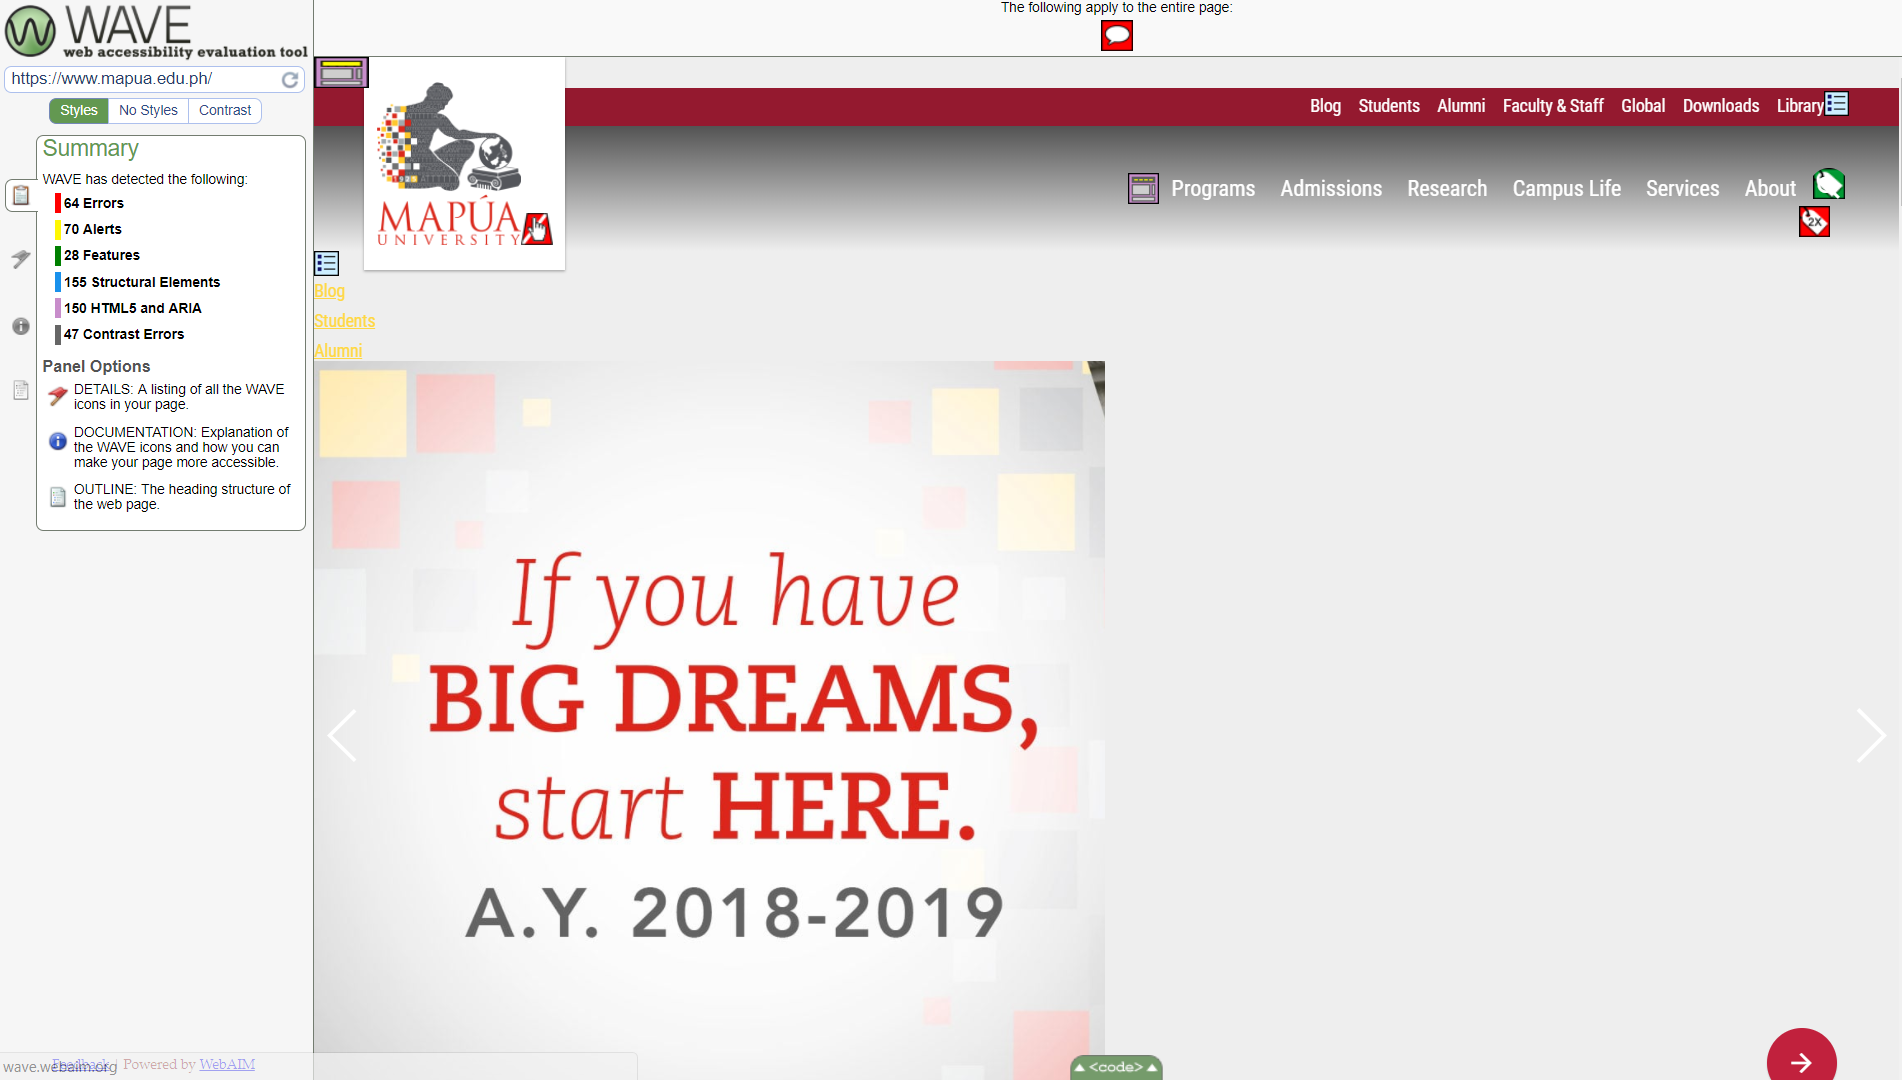 WAVE
web accessibility evaluation tool
https://www.mapua.edu.ph/
Styles No Styles Contrast
Summary
WAVE has detected the following:
64 Errors
70 Alerts
28 Features
155 Structural Elements
150 HTML5 and ARIA
47 Contrast Errors
Panel Options
DETAILS: A listing of all the WAVE
icons in your page.
DOCUMENTATION: Explanation of
the WAVE icons and how you can
make your page more accessible.
OUTLINE: The heading structure of
the web page.
Feedback | Powered by WebAIM
wave.webaim.org
The following apply to the entire page:
Blog Students Alumni Faculty & Staff Global Downloads Library
1925
MAPÚA
UNIVERSITY
Programs Admissions Research Campus Life Services About
2X
Blog
Students
Alumni
If you have
BIG DREAMS,
start HERE.
A.Y. 2018-2019
<code>